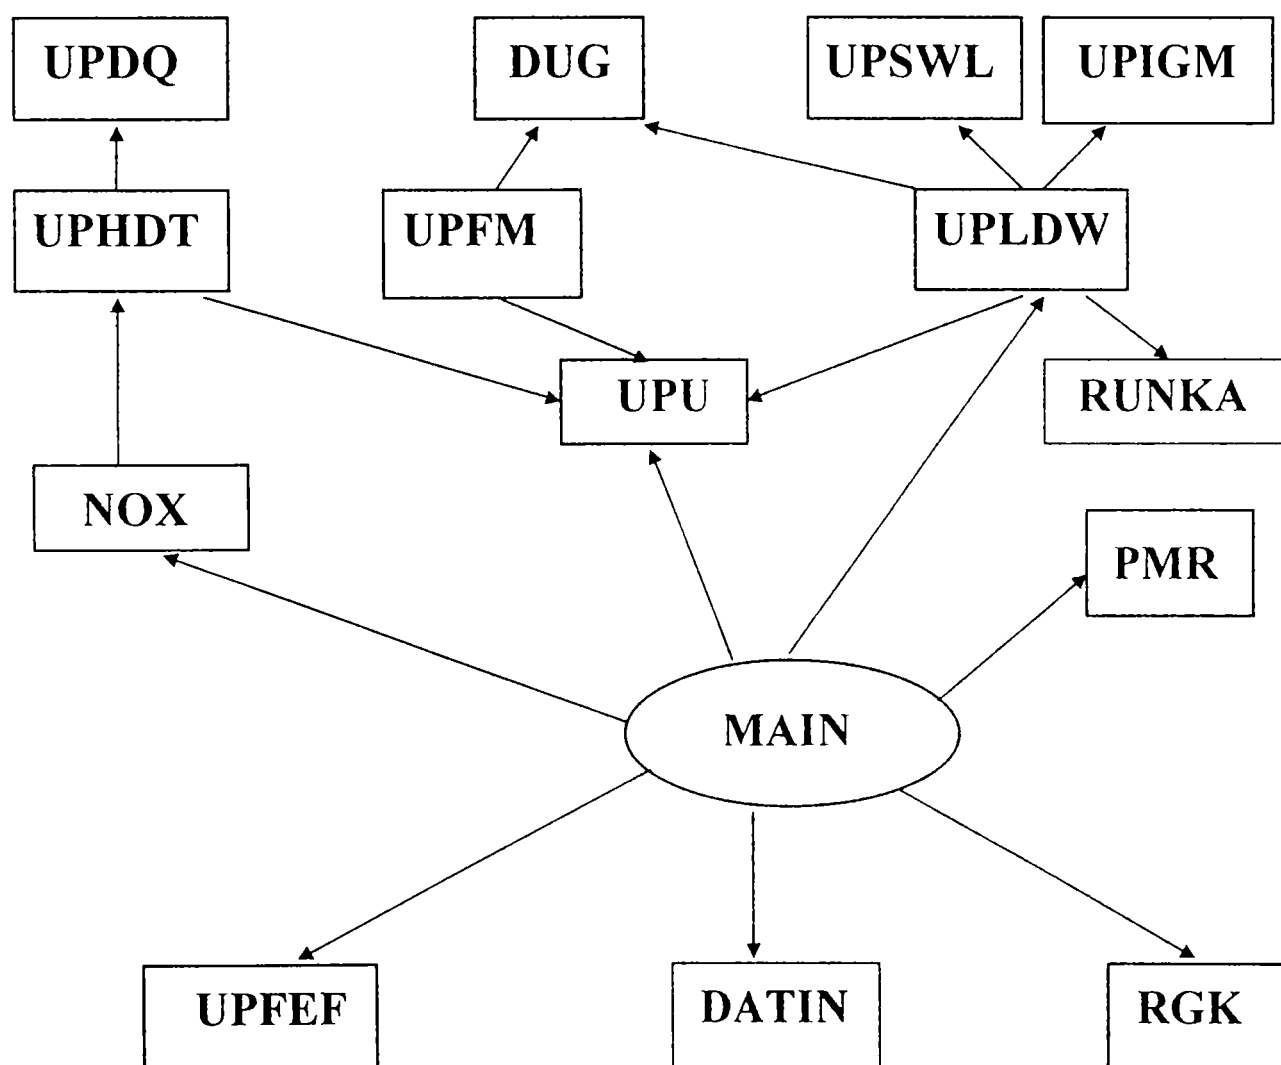 UPDQ
DUG
UPSWL
UPIGM
UPHDT
UPFM
UPLDW
UPU
RUNKA
NOX
PMR
MAIN
UPFEF
DATIN
RGK